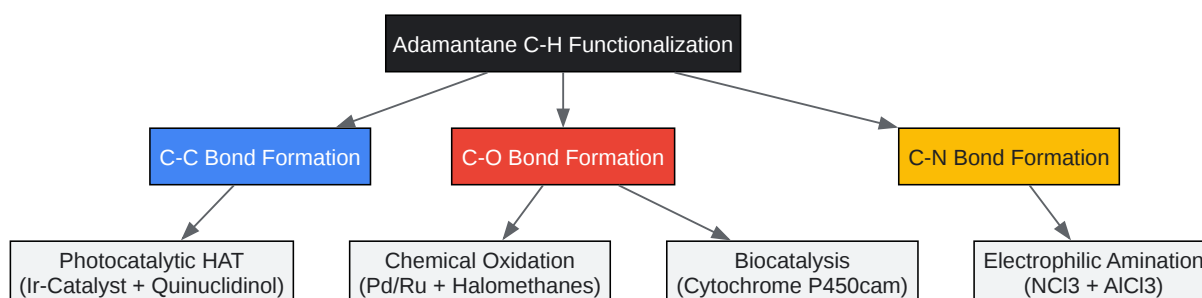 Adamantane C-H Functionalization
C-C Bond Formation
C-O Bond Formation
C-N Bond Formation
Photocatalytic HAT
(Ir-Catalyst + Quinuclidinol)
Chemical Oxidation
(Pd/Ru + Halomethanes)
Biocatalysis
(Cytochrome P450cam)
Electrophilic Amination
(NCl3 + AlCl3)